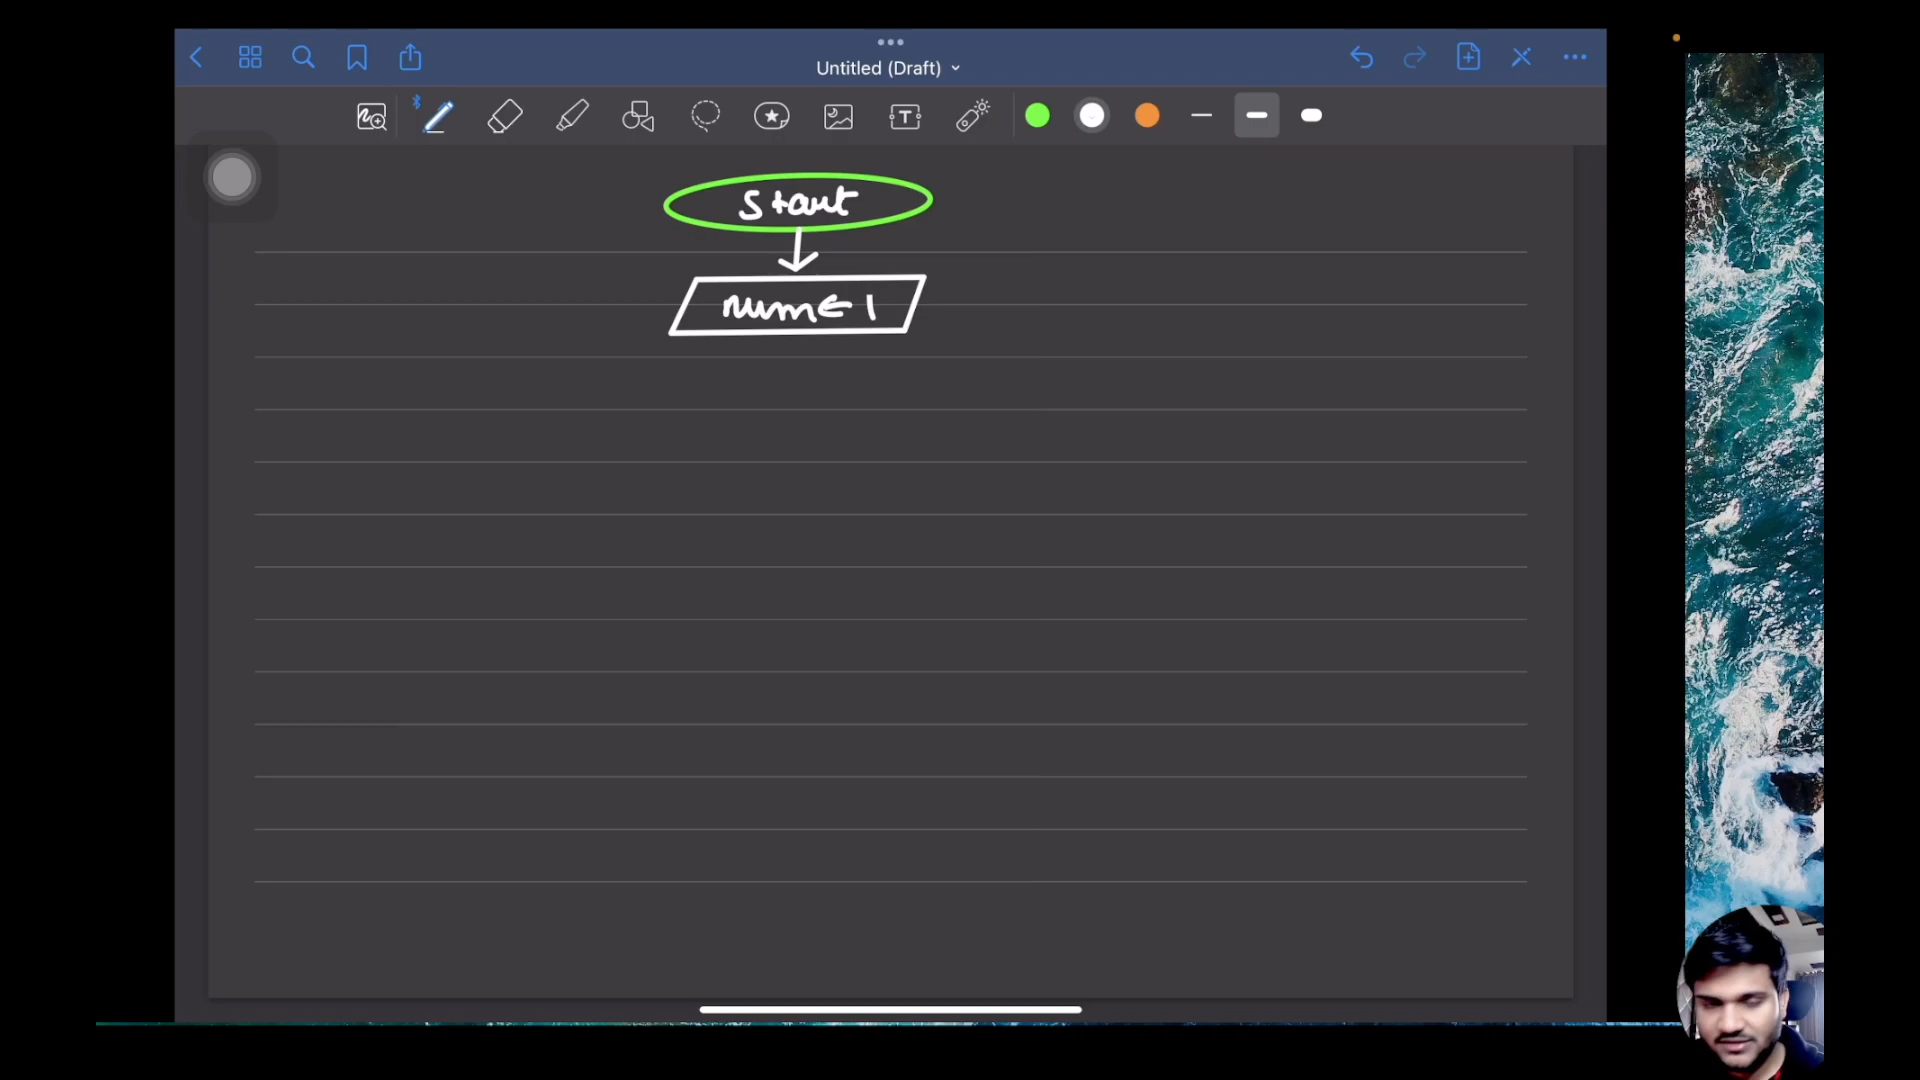 Untitled (Draft)
Start
num ← 1